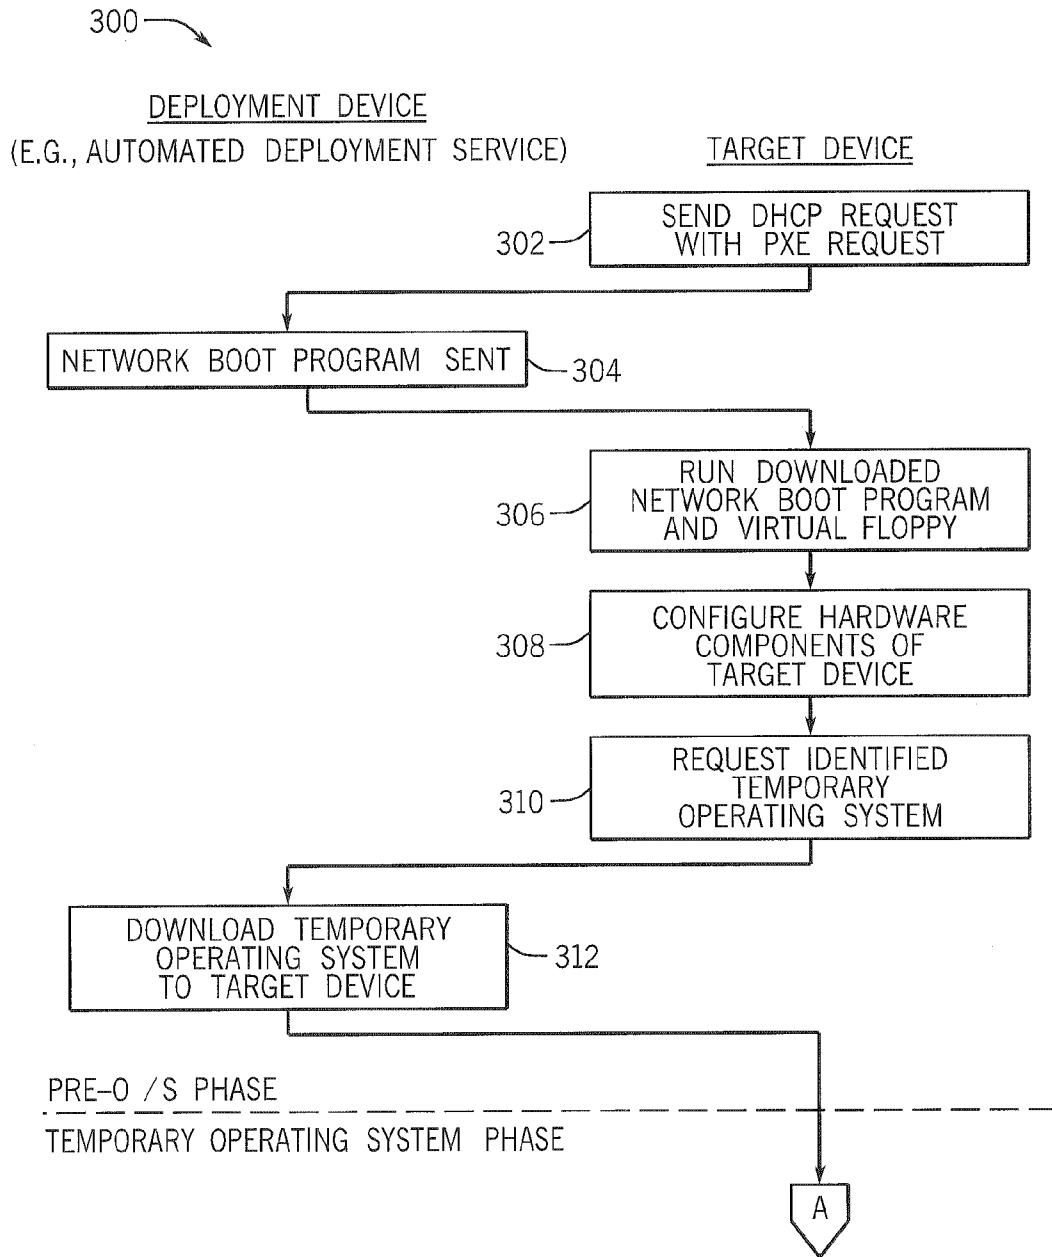 300
DEPLOYMENT DEVICE
(E.G., AUTOMATED DEPLOYMENT SERVICE)
TARGET DEVICE
SEND DHCP REQUEST
WITH PXE REQUEST
302
NETWORK BOOT PROGRAM SENT
304
RUN DOWNLOADED
NETWORK BOOT PROGRAM
AND VIRTUAL FLOPPY
306
CONFIGURE HARDWARE
COMPONENTS OF
TARGET DEVICE
308
REQUEST IDENTIFIED
TEMPORARY
OPERATING SYSTEM
310
DOWNLOAD TEMPORARY
OPERATING SYSTEM
TO TARGET DEVICE
312
PRE-O /S PHASE
TEMPORARY OPERATING SYSTEM PHASE
A